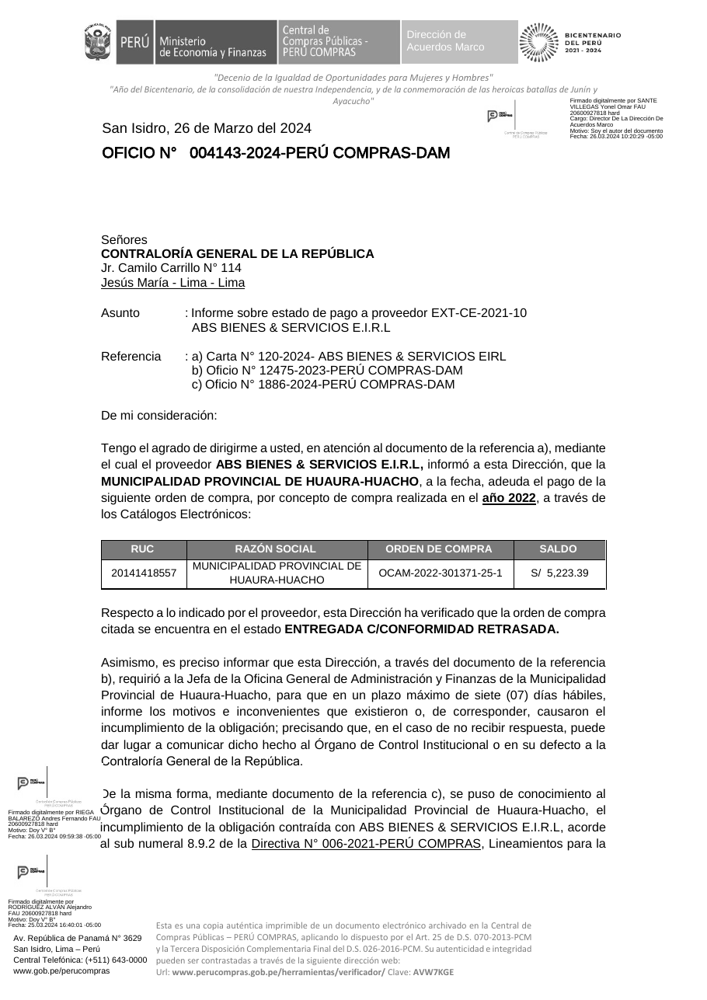 PERÚ
Ministerio
de Economía y Finanzas
Central de
Compras Públicas -
PERÚ COMPRAS
Dirección de
Acuerdos Marco
BICENTENARIO
DEL PERÚ
2021 - 2024
"Decenio de la Igualdad de Oportunidades para Mujeres y Hombres"
"Año del Bicentenario, de la consolidación de nuestra Independencia, y de la conmemoración de las heroicas batallas de Junín y
Ayacucho"
Firmado digitalmente por SANTE
VILLEGAS Yonel Omar FAU
20600927818 hard
Cargo: Director De La Dirección De
Acuerdos Marco
Motivo: Soy el autor del documento
Fecha: 26.03.2024 10:20:29 -05:00
PERÚ
COMPRAS
Central de Compras Públicas
PERÚ COMPRAS
San Isidro, 26 de Marzo del 2024
OFICIO N° 004143-2024-PERÚ COMPRAS-DAM
Señores
CONTRALORÍA GENERAL DE LA REPÚBLICA
Jr. Camilo Carrillo N° 114
Jesús María - Lima - Lima
Asunto : Informe sobre estado de pago a proveedor EXT-CE-2021-10
ABS BIENES & SERVICIOS E.I.R.L
Referencia : a) Carta N° 120-2024- ABS BIENES & SERVICIOS EIRL
b) Oficio N° 12475-2023-PERÚ COMPRAS-DAM
c) Oficio N° 1886-2024-PERÚ COMPRAS-DAM
De mi consideración:
Tengo el agrado de dirigirme a usted, en atención al documento de la referencia a), mediante
el cual el proveedor ABS BIENES & SERVICIOS E.I.R.L, informó a esta Dirección, que la
MUNICIPALIDAD PROVINCIAL DE HUAURA-HUACHO, a la fecha, adeuda el pago de la
siguiente orden de compra, por concepto de compra realizada en el año 2022, a través de
los Catálogos Electrónicos:
RUC RAZÓN SOCIAL ORDEN DE COMPRA SALDO
20141418557 MUNICIPALIDAD PROVINCIAL DE HUAURA-HUACHO OCAM-2022-301371-25-1 S/ 5,223.39
Respecto a lo indicado por el proveedor, esta Dirección ha verificado que la orden de compra
citada se encuentra en el estado ENTREGADA C/CONFORMIDAD RETRASADA.
Asimismo, es preciso informar que esta Dirección, a través del documento de la referencia
b), requirió a la Jefa de la Oficina General de Administración y Finanzas de la Municipalidad
Provincial de Huaura-Huacho, para que en un plazo máximo de siete (07) días hábiles,
informe los motivos e inconvenientes que existieron o, de corresponder, causaron el
incumplimiento de la obligación; precisando que, en el caso de no recibir respuesta, puede
dar lugar a comunicar dicho hecho al Órgano de Control Institucional o en su defecto a la
Contraloría General de la República.
De la misma forma, mediante documento de la referencia c), se puso de conocimiento al
Órgano de Control Institucional de la Municipalidad Provincial de Huaura-Huacho, el
incumplimiento de la obligación contraída con ABS BIENES & SERVICIOS E.I.R.L, acorde
al sub numeral 8.9.2 de la Directiva N° 006-2021-PERÚ COMPRAS, Lineamientos para la
PERÚ
COMPRAS
Central de Compras Públicas
PERÚ COMPRAS
Firmado digitalmente por RIEGA
BALAREZO Andres Fernando FAU
20600927818 hard
Motivo: Doy V° B°
Fecha: 26.03.2024 09:59:38 -05:00
PERÚ
COMPRAS
Central de Compras Públicas
PERÚ COMPRAS
Firmado digitalmente por
RODRIGUEZ ALVAN Alejandro
FAU 20600927818 hard
Motivo: Doy V° B°
Fecha: 25.03.2024 16:40:01 -05:00
Av. República de Panamá N° 3629
San Isidro, Lima – Perú
Central Telefónica: (+511) 643-0000
www.gob.pe/perucompras
Esta es una copia auténtica imprimible de un documento electrónico archivado en la Central de
Compras Públicas – PERÚ COMPRAS, aplicando lo dispuesto por el Art. 25 de D.S. 070-2013-PCM
y la Tercera Disposición Complementaria Final del D.S. 026-2016-PCM. Su autenticidad e integridad
pueden ser contrastadas a través de la siguiente dirección web:
Url: www.perucompras.gob.pe/herramientas/verificador/ Clave: AVW7KGE